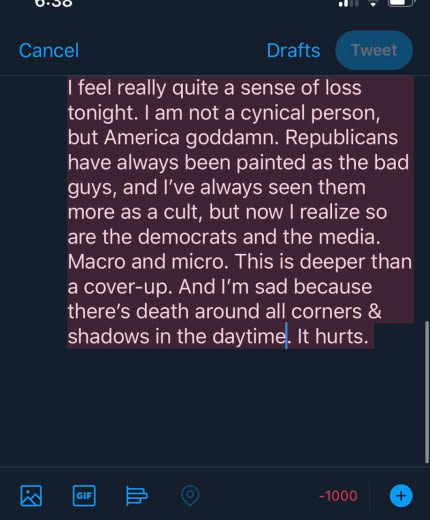 6:38
Cancel
Drafts
Tweet
I feel really quite a sense of loss
tonight. I am not a cynical person,
but America goddamn. Republicans
have always been painted as the bad
guys, and I've always seen them
more as a cult, but now I realize so
are the democrats and the media.
Macro and micro. This is deeper than
a cover-up. And I'm sad because
there's death around all corners &
shadows in the daytime. It hurts.
GIF
-1000